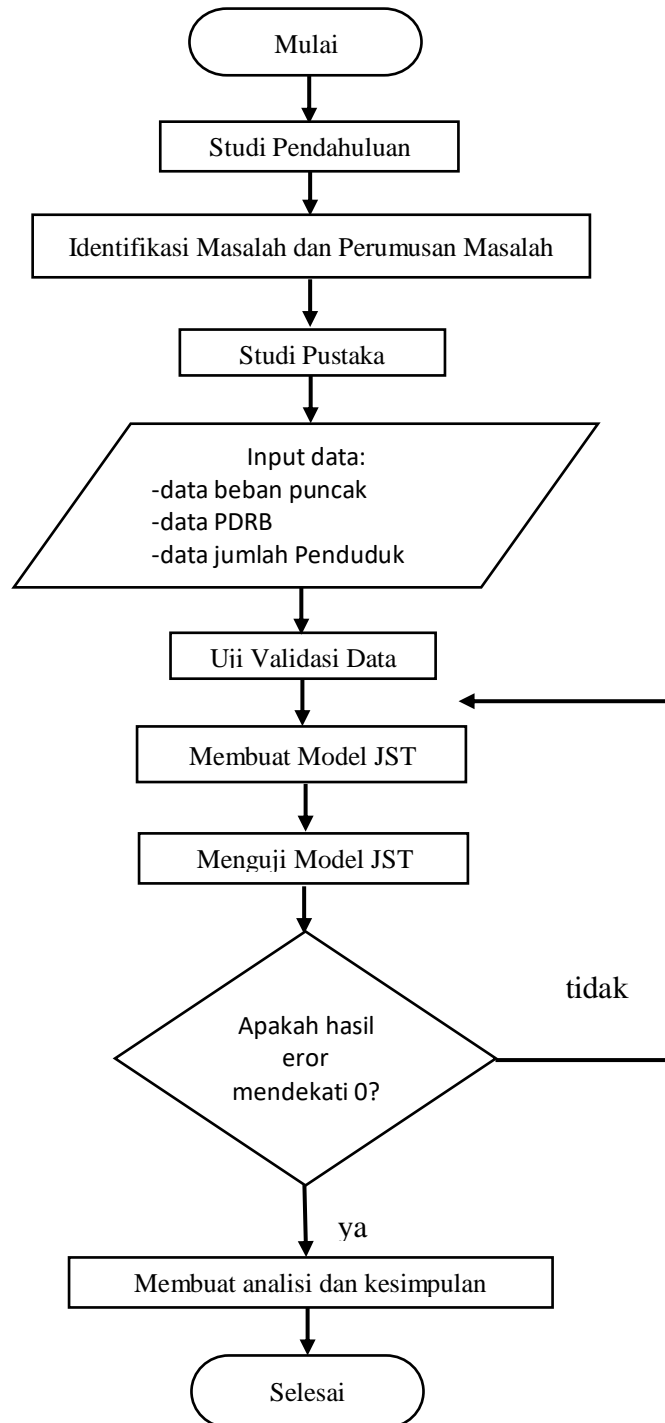 Mulai
Studi Pendahuluan
Identifikasi Masalah dan Perumusan Masalah
Studi Pustaka
Input data:
-data beban puncak
-data PDRB
-data jumlah Penduduk
Uji Validasi Data
Membuat Model JST
Menguji Model JST
Apakah hasil
eror
mendekati 0?
tidak
ya
Membuat analisi dan kesimpulan
Selesai